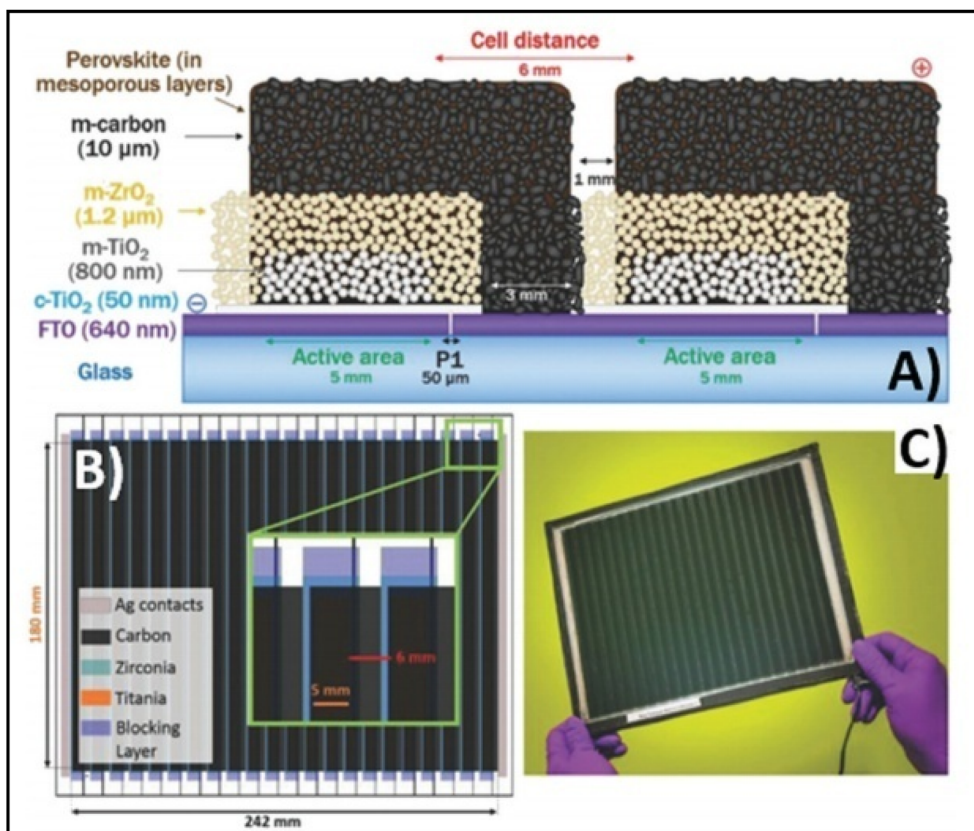 Cell distance
6 mm
Perovskite (in
mesoporous layers)
m-carbon
(10 µm)
1 mm
m-ZrO₂
(1.2 µm)
m-TiO₂
(800 nm)
3 mm
c-TiO₂ (50 nm)
FTO (640 nm)
Glass
Active area
5 mm
P1
50 µm
Active area
5 mm
A)
B)
180 mm
Ag contacts
Carbon
Zirconia
Titania
Blocking
Layer
6 mm
5 mm
242 mm
C)